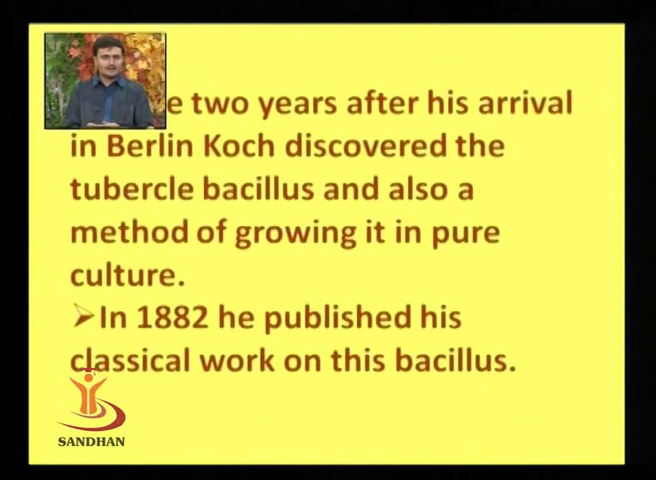 e two years after his arrival
in Berlin Koch discovered the
tubercle bacillus and also a
method of growing it in pure
culture.
➢In 1882 he published his
classical work on this bacillus.
SANDHAN